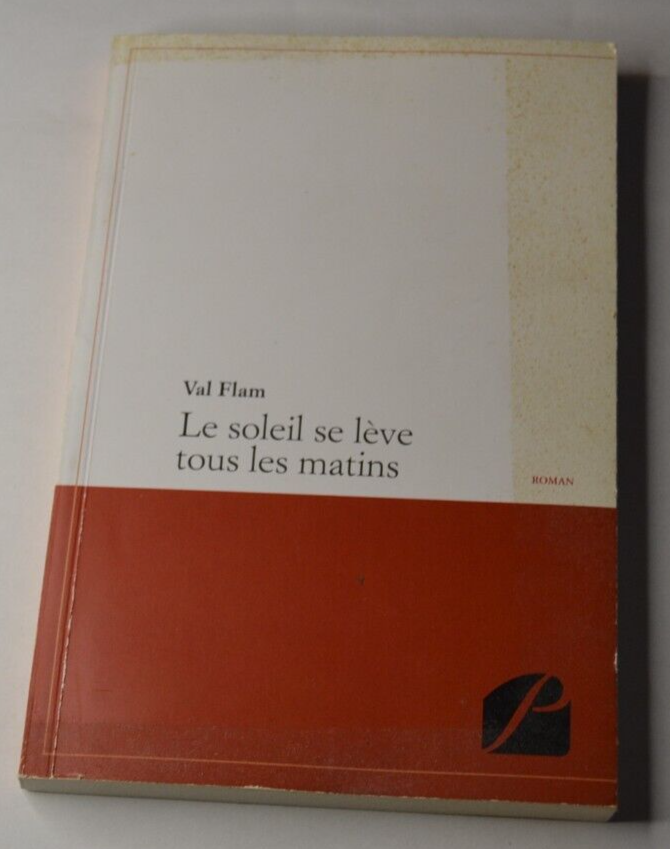 Val Flam
Le soleil se lève
tous les matins
ROMAN
P